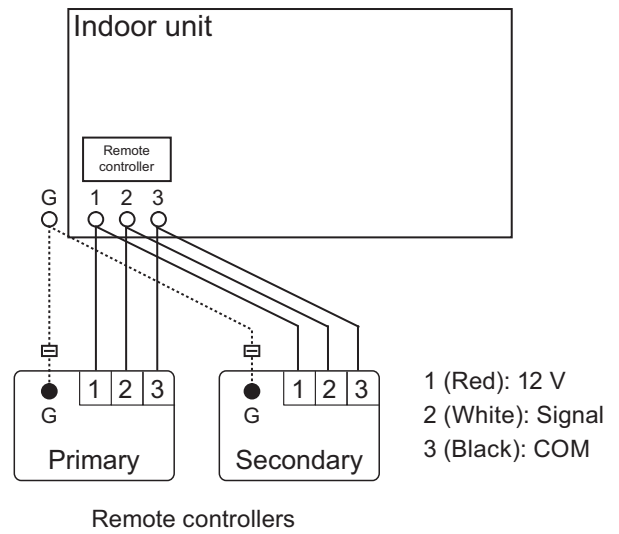 Indoor unit
Remote
controller
G 1 2 3
1 2 3 1 2 3
G G
Primary Secondary
1 (Red): 12 V
2 (White): Signal
3 (Black): COM
Remote controllers